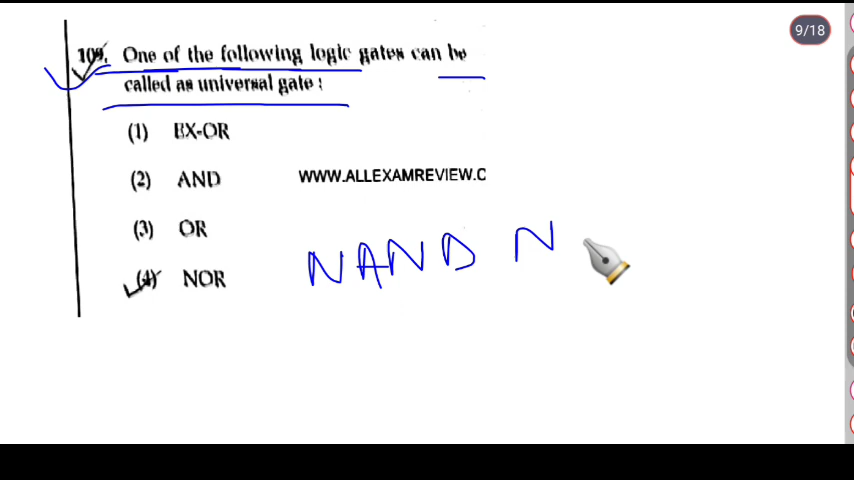 9/18
109. One of the following logic gates can be
called as universal gate :
(1) EX-OR
(2) AND
WWW.ALLEXAMREVIEW.C
(3) OR
NAND N
(4) NOR